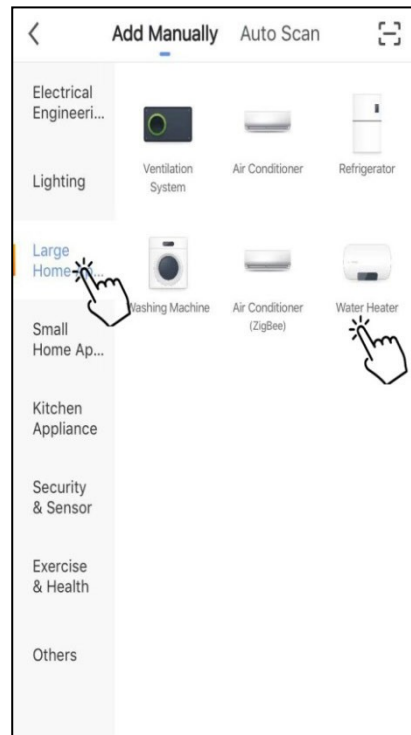 Add Manually Auto Scan
Electrical
Engineeri...
Lighting
Large
Home Ap...
Small
Home Ap...
Kitchen
Appliance
Security
& Sensor
Exercise
& Health
Others
Ventilation
System
Air Conditioner
Refrigerator
Washing Machine
Air Conditioner
(ZigBee)
Water Heater